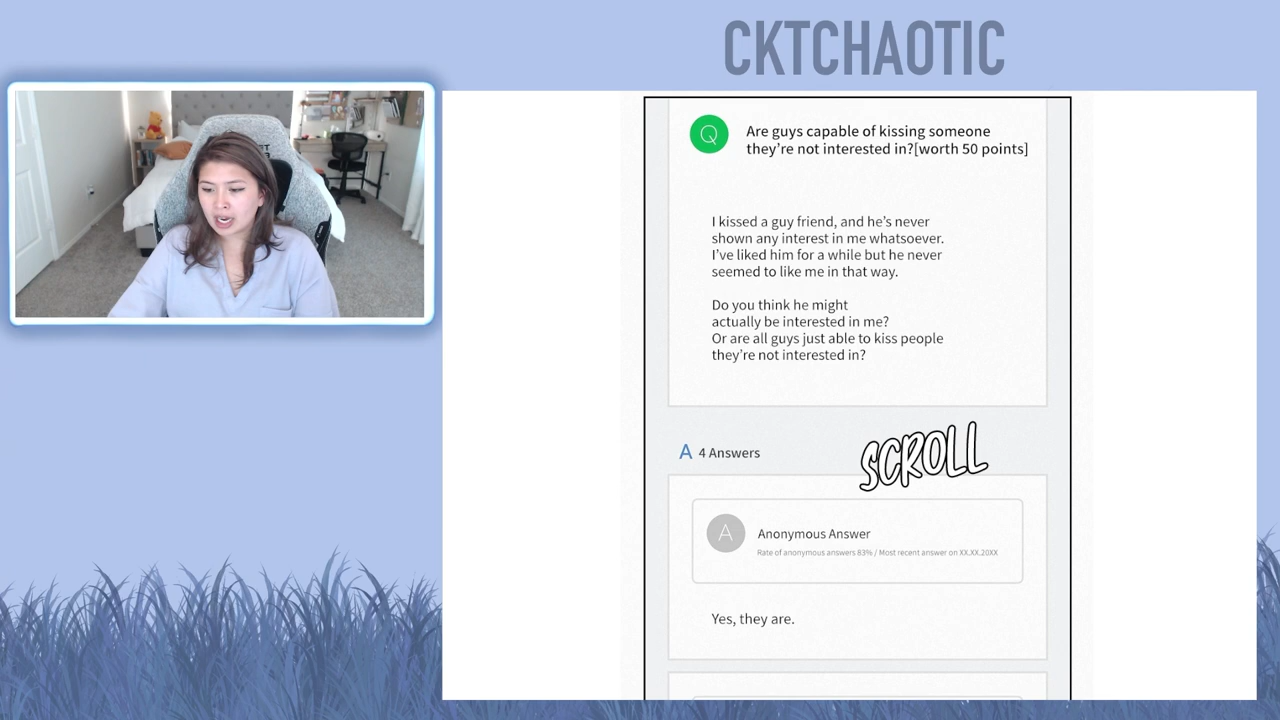 CKTCHAOTIC
Q
Are guys capable of kissing someone
they're not interested in?[worth 50 points]
I kissed a guy friend, and he's never
shown any interest in me whatsoever.
I've liked him for a while but he never
seemed to like me in that way.
Do you think he might
actually be interested in me?
Or are all guys just able to kiss people
they're not interested in?
SCROLL
A 4 Answers
A
Anonymous Answer
Rate of anonymous answers 83% / Most recent answer on XX.XX.20XX
Yes, they are.